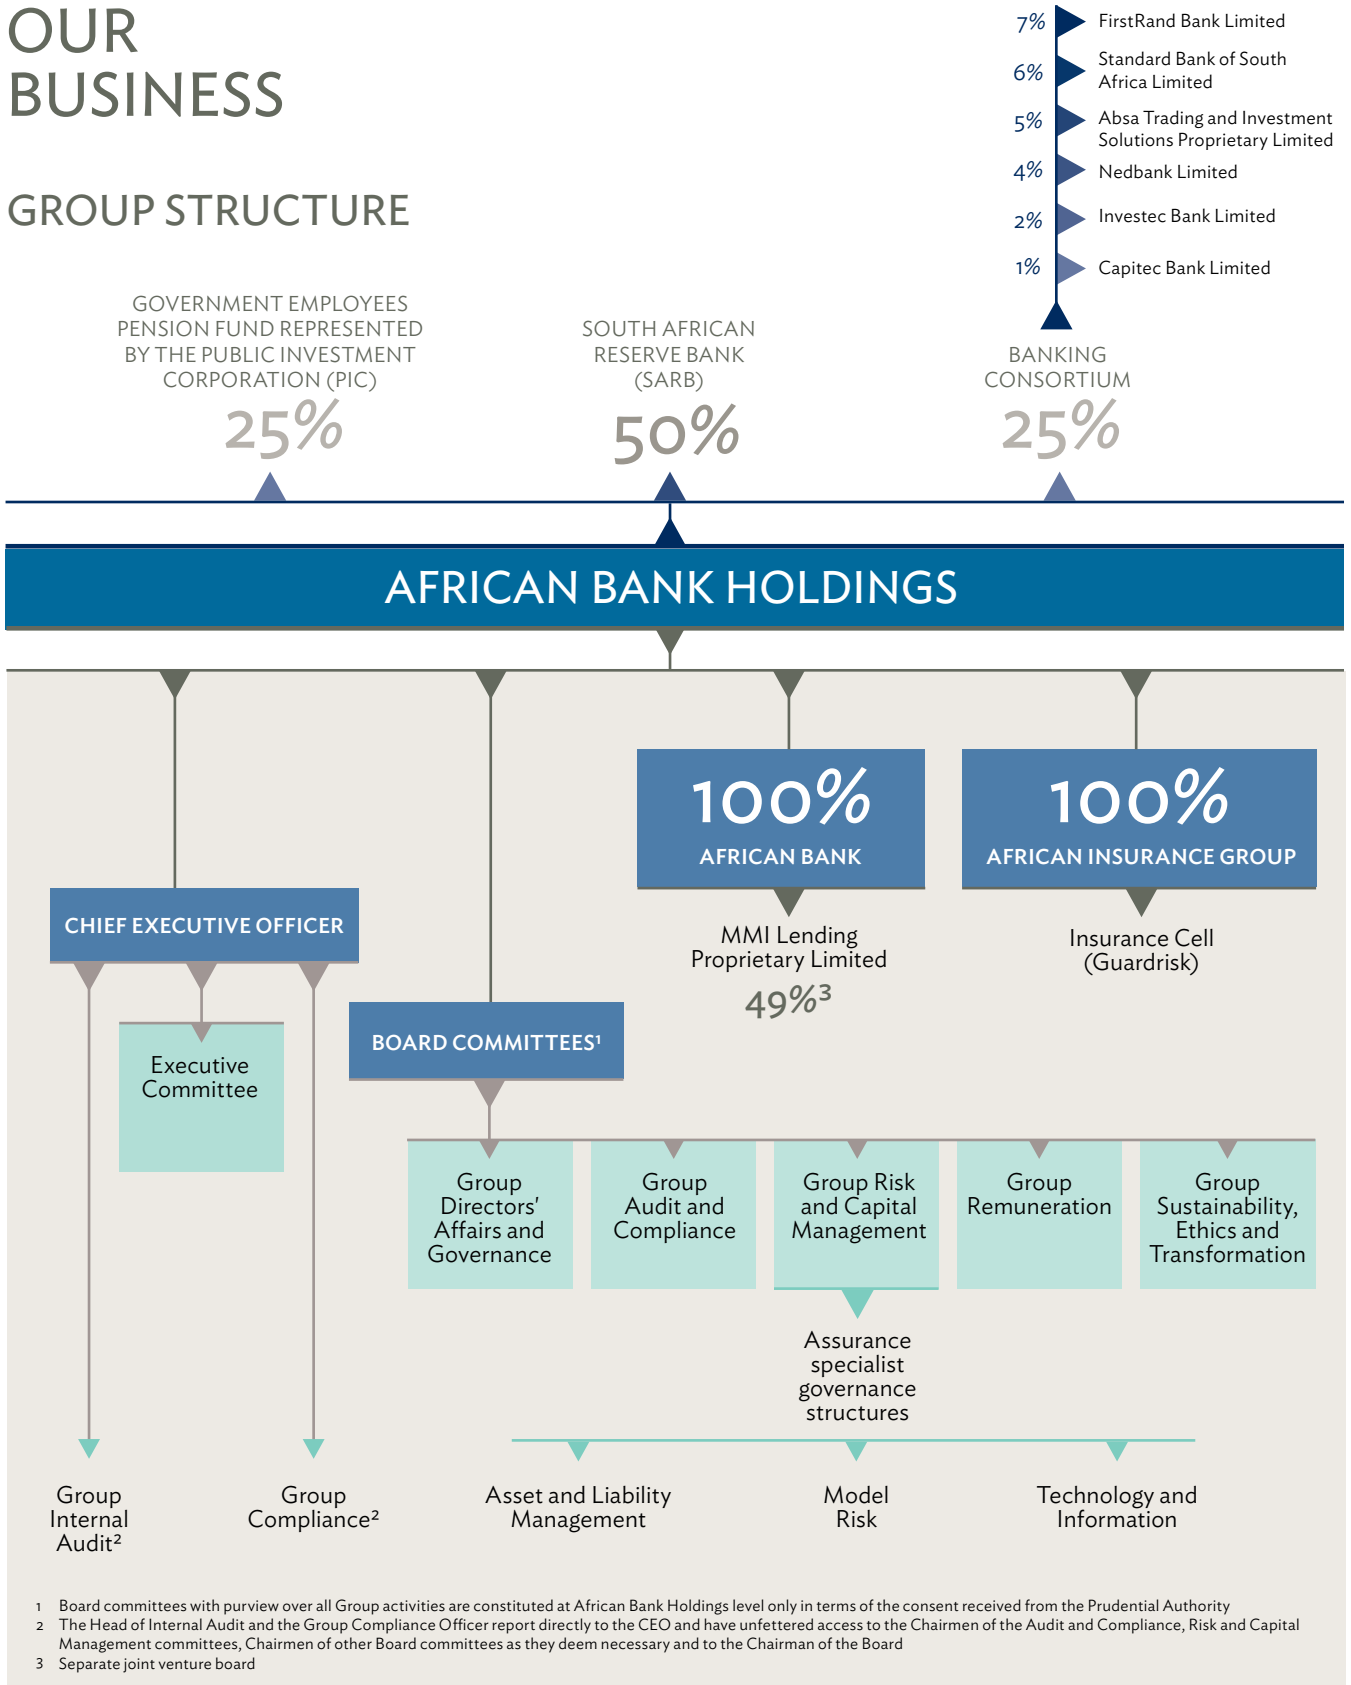 OUR
BUSINESS
GROUP STRUCTURE
7% FirstRand Bank Limited
6% Standard Bank of South
Africa Limited
5% Absa Trading and Investment
Solutions Proprietary Limited
4% Nedbank Limited
2% Investec Bank Limited
1% Capitec Bank Limited
GOVERNMENT EMPLOYEES
PENSION FUND REPRESENTED
BY THE PUBLIC INVESTMENT
CORPORATION (PIC)
25%
SOUTH AFRICAN
RESERVE BANK
(SARB)
50%
BANKING
CONSORTIUM
25%
AFRICAN BANK HOLDINGS
100%
AFRICAN BANK
MMI Lending
Proprietary Limited
49%³
100%
AFRICAN INSURANCE GROUP
Insurance Cell
(Guardrisk)
CHIEF EXECUTIVE OFFICER
Executive
Committee
BOARD COMMITTEES¹
Group
Directors'
Affairs and
Governance
Group
Audit and
Compliance
Group Risk
and Capital
Management
Group
Remuneration
Group
Sustainability,
Ethics and
Transformation
Assurance
specialist
governance
structures
Group
Internal
Audit²
Group
Compliance²
Asset and Liability
Management
Model
Risk
Technology and
Information
1 Board committees with purview over all Group activities are constituted at African Bank Holdings level only in terms of the consent received from the Prudential Authority
2 The Head of Internal Audit and the Group Compliance Officer report directly to the CEO and have unfettered access to the Chairmen of the Audit and Compliance, Risk and Capital
Management committees, Chairmen of other Board committees as they deem necessary and to the Chairman of the Board
3 Separate joint venture board